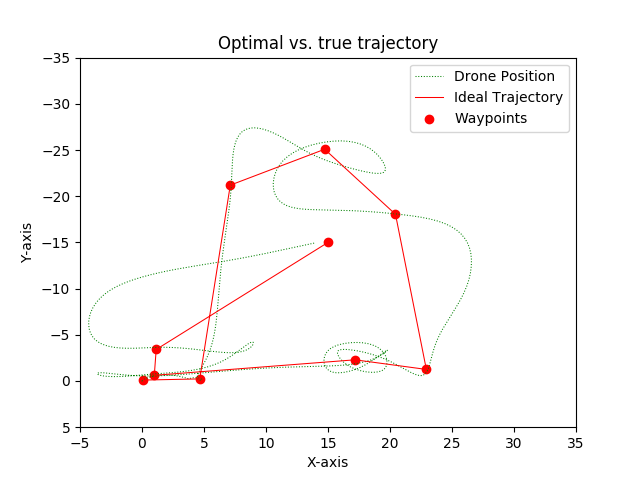 Optimal vs. true trajectory
Drone Position
Ideal Trajectory
Waypoints
Y-axis
−35
−30
−25
−20
−15
−10
−5
0
5
−5 0 5 10 15 20 25 30 35
X-axis